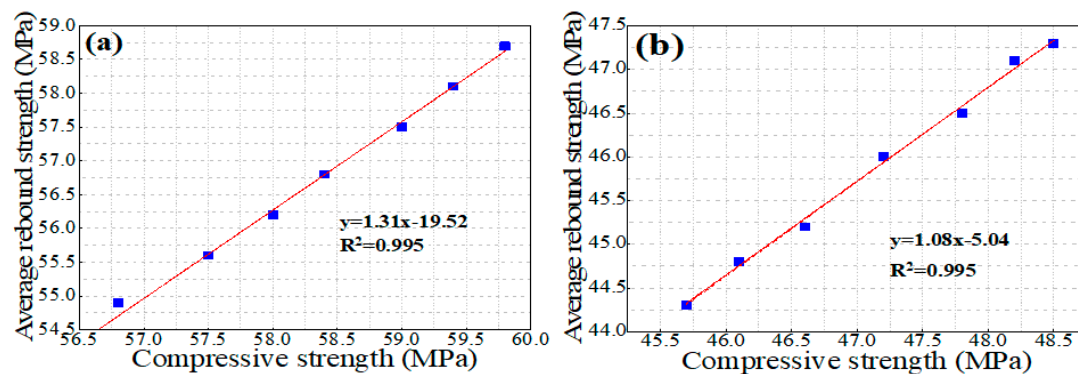 (a)
Average rebound strength (MPa)
59.0
58.5
58.0
57.5
57.0
56.5
56.0
55.5
55.0
54.5
y=1.31x-19.52
R²=0.995
56.5 57.0 57.5 58.0 58.5 59.0 59.5 60.0
Compressive strength (MPa)
(b)
Average rebound strength (MPa)
47.5
47.0
46.5
46.0
45.5
45.0
44.5
44.0
y=1.08x-5.04
R²=0.995
45.5 46.0 46.5 47.0 47.5 48.0 48.5
Compressive strength (MPa)